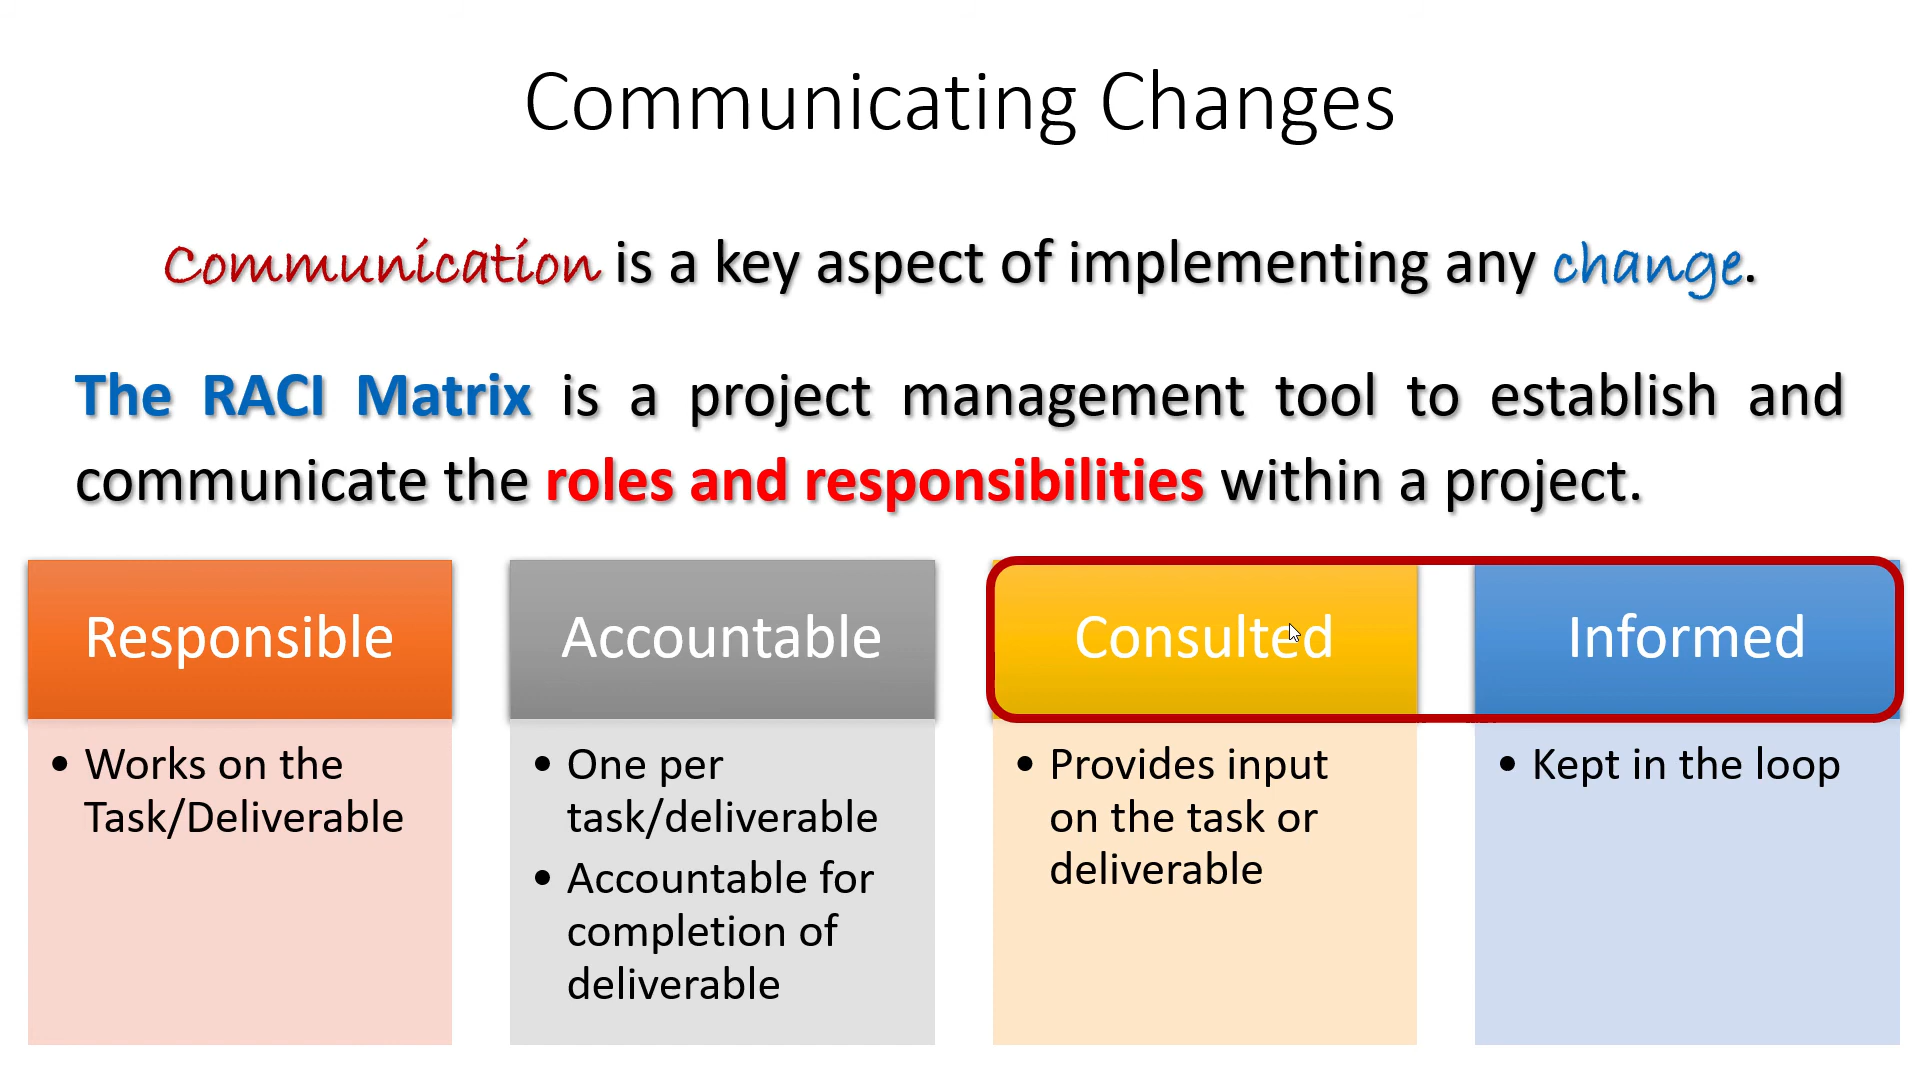 Communicating Changes
Communication is a key aspect of implementing any change.
The RACI Matrix is a project management tool to establish and
communicate the roles and responsibilities within a project.
Responsible
• Works on the
Task/Deliverable
Accountable
• One per
task/deliverable
• Accountable for
completion of
deliverable
Consulted
• Provides input
on the task or
deliverable
Informed
• Kept in the loop